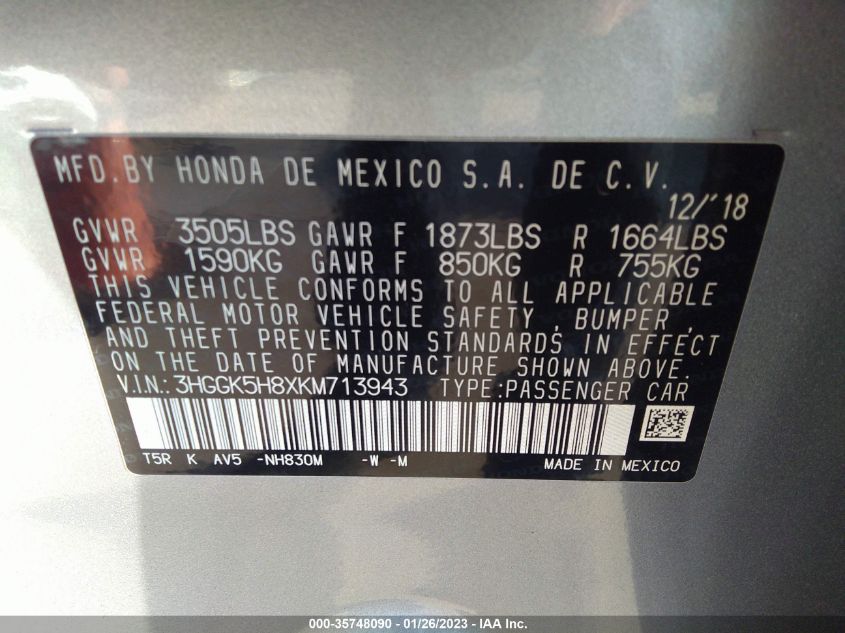 MFD.BY HONDA DE MEXICO S.A. DE C.V.
12/'18
GVWR 3505LBS GAWR F 1873LBS R 1664LBS
GVWR 1590KG GAWR F 850KG R 755KG
THIS VEHICLE CONFORMS TO ALL APPLICABLE
FEDERAL MOTOR VEHICLE SAFETY , BUMPER ,
AND THEFT PREVENTION STANDARDS IN EFFECT
ON THE DATE OF MANUFACTURE SHOWN ABOVE.
V.I.N.: 3HGGK5H8XKM713943 TYPE:PASSENGER CAR
T5R K AV5 -NH830M -W -M MADE IN MEXICO
000-35748090 - 01/26/2023 - IAA Inc.